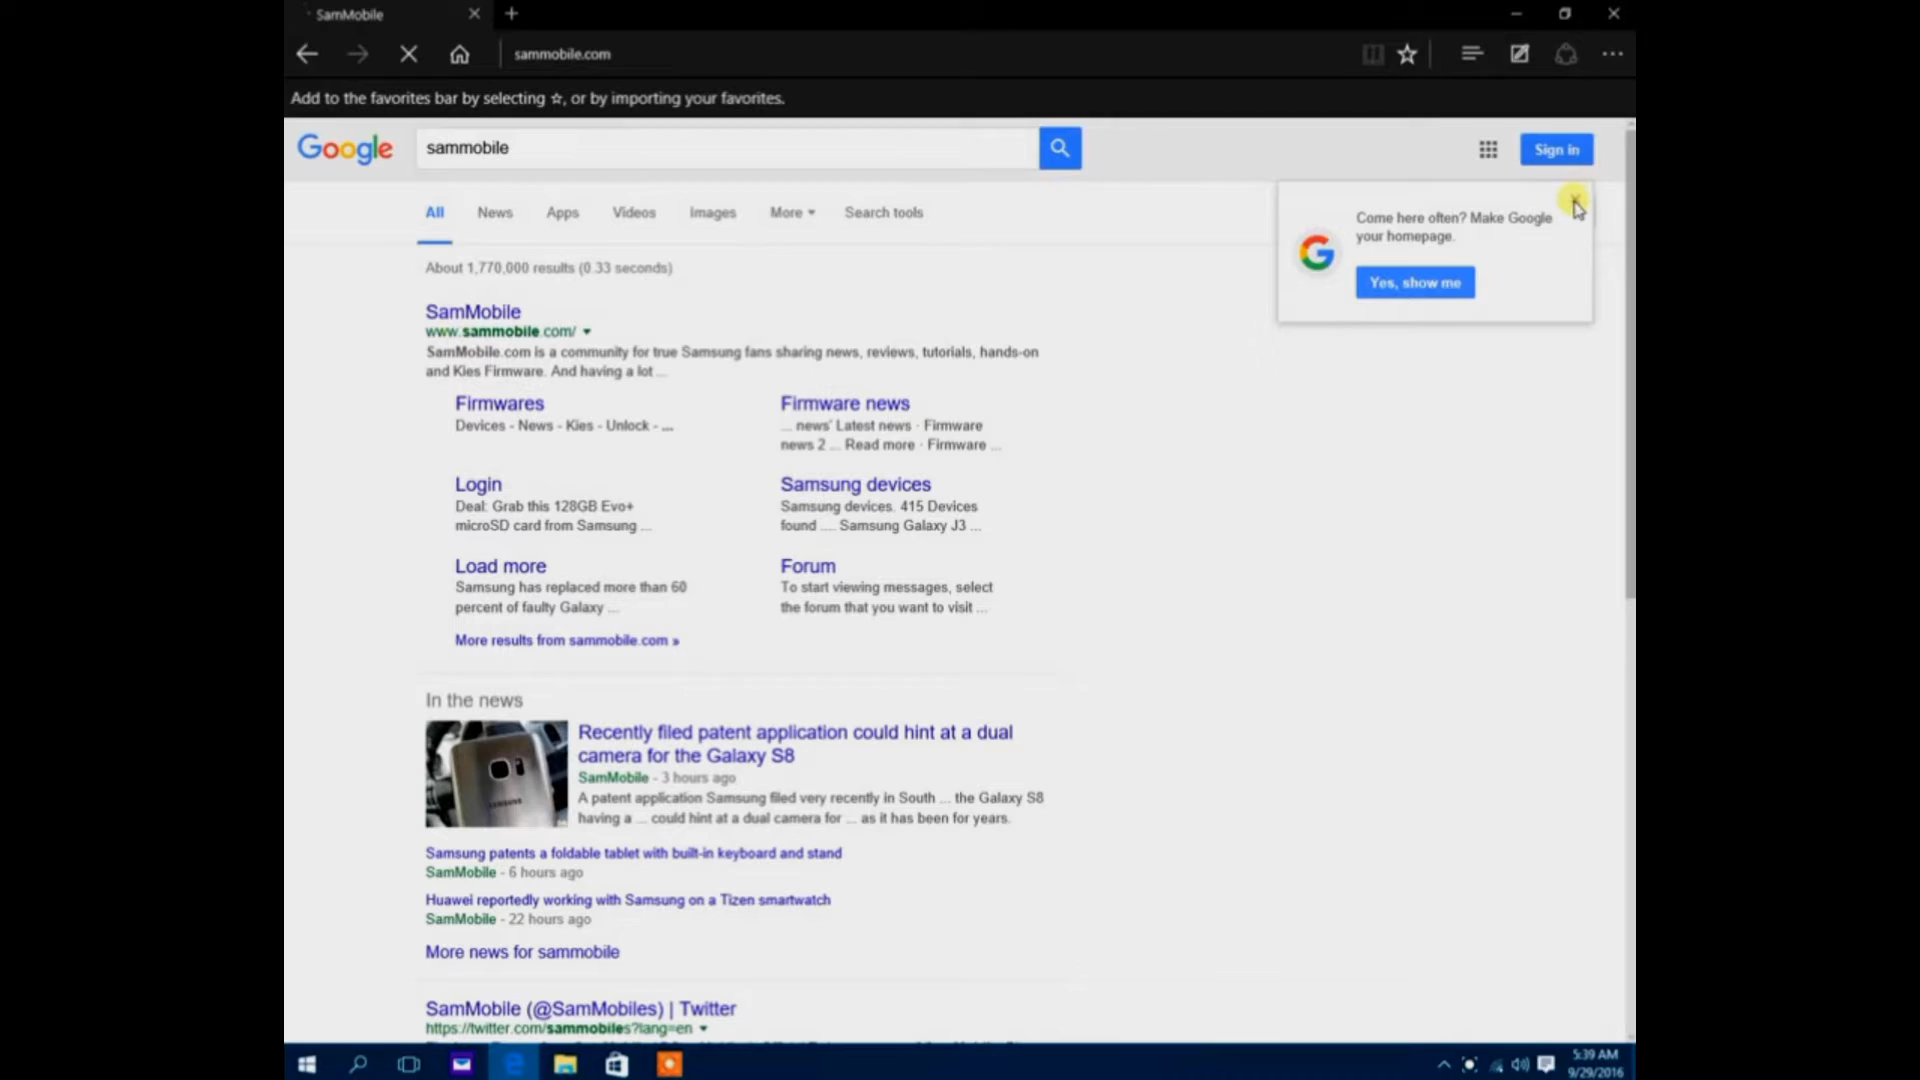 SamMobile
sammobile.com
Add to the favorites bar by selecting ☆, or by importing your favorites.
Google
sammobile
Sign in
All News Apps Videos Images More Search tools
Come here often? Make Google
your homepage.
Yes, show me
About 1,770,000 results (0.33 seconds)
SamMobile
www.sammobile.com/
SamMobile.com is a community for true Samsung fans sharing news, reviews, tutorials, hands-on
and Kies Firmware. And having a lot ...
Firmwares
Devices - News - Kies - Unlock - ...
Firmware news
... news' Latest news · Firmware
news 2 ... Read more · Firmware ...
Login
Deal: Grab this 128GB Evo+
microSD card from Samsung ...
Samsung devices
Samsung devices. 415 Devices
found .... Samsung Galaxy J3 ...
Load more
Samsung has replaced more than 60
percent of faulty Galaxy ...
Forum
To start viewing messages, select
the forum that you want to visit ...
More results from sammobile.com »
In the news
SAMSUNG
Recently filed patent application could hint at a dual
camera for the Galaxy S8
SamMobile - 3 hours ago
A patent application Samsung filed very recently in South ... the Galaxy S8
having a ... could hint at a dual camera for ... as it has been for years.
Samsung patents a foldable tablet with built-in keyboard and stand
SamMobile - 6 hours ago
Huawei reportedly working with Samsung on a Tizen smartwatch
SamMobile - 22 hours ago
More news for sammobile
SamMobile (@SamMobiles) | Twitter
https://twitter.com/sammobiles?lang=en
5:39 AM
9/29/2016